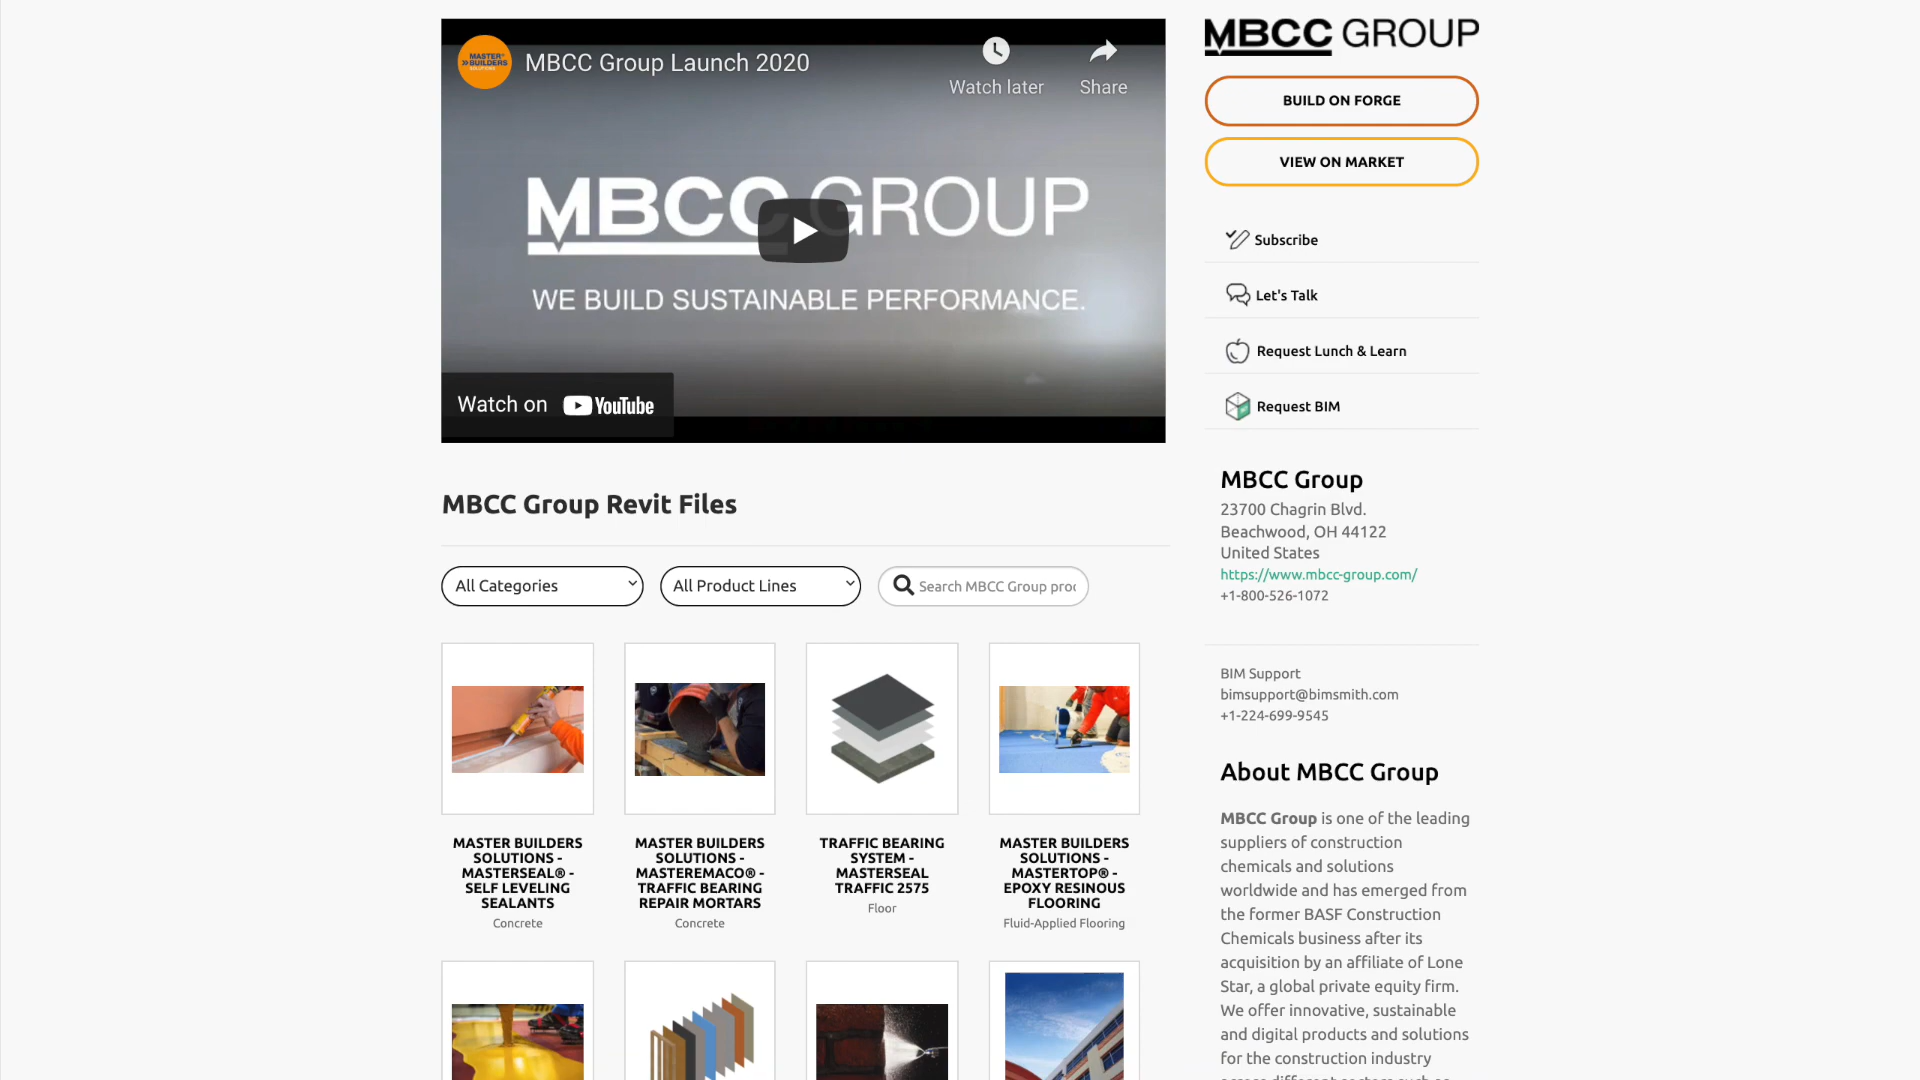 MASTER®
»BUILDERS
SOLUTIONS
MBCC Group Launch 2020
Watch later
Share
MBCC GROUP
WE BUILD SUSTAINABLE PERFORMANCE.
Watch on YouTube
MBCC GROUP
BUILD ON FORGE
VIEW ON MARKET
Subscribe
Let's Talk
Request Lunch & Learn
Request BIM
MBCC Group
23700 Chagrin Blvd.
Beachwood, OH 44122
United States
https://www.mbcc-group.com/
+1-800-526-1072
BIM Support
bimsupport@bimsmith.com
+1-224-699-9545
About MBCC Group
MBCC Group is one of the leading
suppliers of construction
chemicals and solutions
worldwide and has emerged from
the former BASF Construction
Chemicals business after its
acquisition by an affiliate of Lone
Star, a global private equity firm.
We offer innovative, sustainable
and digital products and solutions
for the construction industry
MBCC Group Revit Files
All Categories
All Product Lines
Search MBCC Group proc
MASTER BUILDERS
SOLUTIONS -
MASTERSEAL® -
SELF LEVELING
SEALANTS
Concrete
MASTER BUILDERS
SOLUTIONS -
MASTEREMACO® -
TRAFFIC BEARING
REPAIR MORTARS
Concrete
TRAFFIC BEARING
SYSTEM -
MASTERSEAL
TRAFFIC 2575
Floor
MASTER BUILDERS
SOLUTIONS -
MASTERTOP® -
EPOXY RESINOUS
FLOORING
Fluid-Applied Flooring